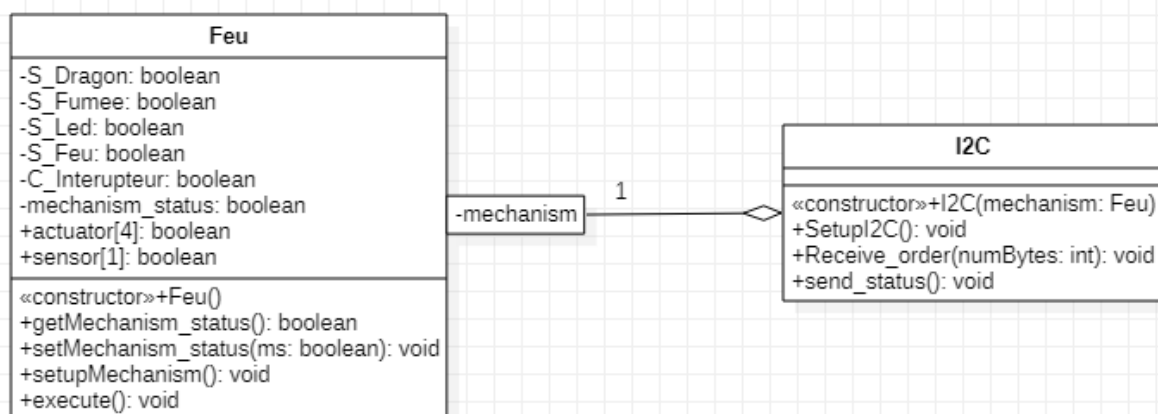 Feu
-S_Dragon: boolean
-S_Fumee: boolean
-S_Led: boolean
-S_Feu: boolean
-C_Interupteur: boolean
-mechanism_status: boolean
+actuator[4]: boolean
+sensor[1]: boolean
«constructor»+Feu()
+getMechanism_status(): boolean
+setMechanism_status(ms: boolean): void
+setupMechanism(): void
+execute(): void
-mechanism
1
I2C
«constructor»+I2C(mechanism: Feu)
+SetupI2C(): void
+Receive_order(numBytes: int): void
+send_status(): void